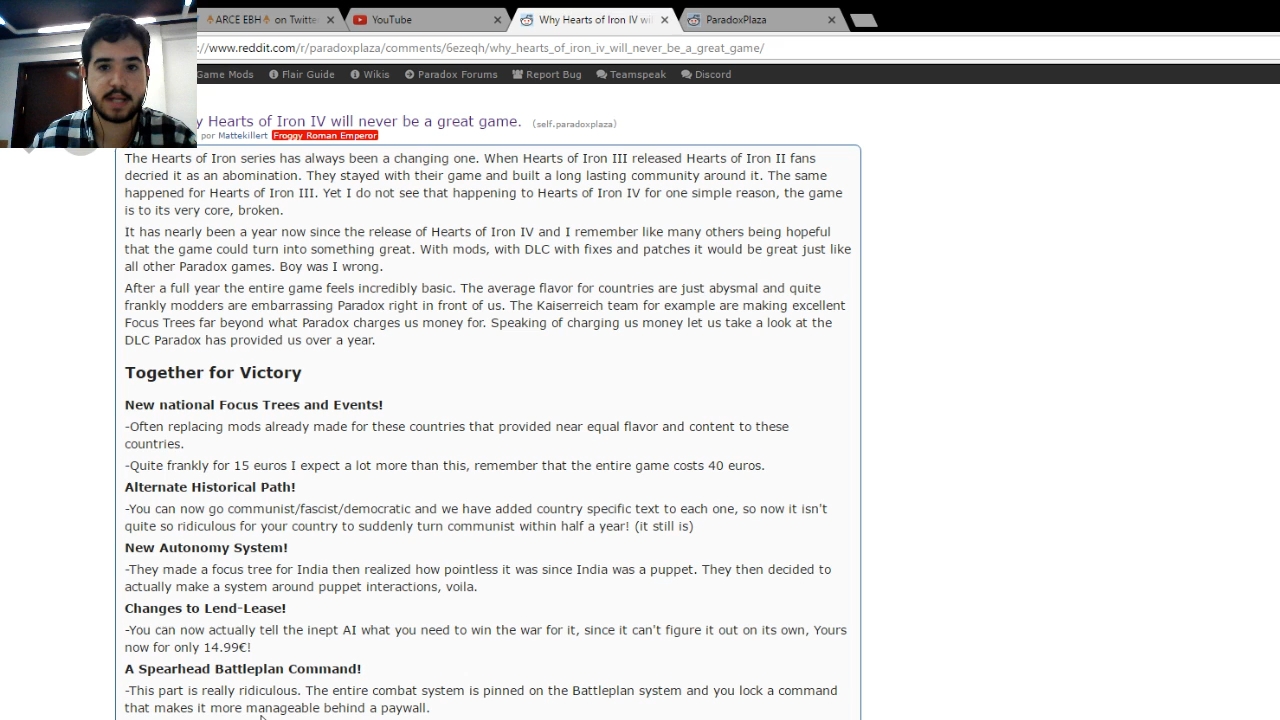 ARCE EBH on Twitte
YouTube
Why Hearts of Iron IV wi
ParadoxPlaza
://www.reddit.com/r/paradoxplaza/comments/6ezeqh/why_hearts_of_iron_iv_will_never_be_a_great_game/
Game Mods Flair Guide Wikis Paradox Forums Report Bug Teamspeak Discord
y Hearts of Iron IV will never be a great game. (self.paradoxplaza)
por Mattekillert Froggy Roman Emperor
The Hearts of Iron series has always been a changing one. When Hearts of Iron III released Hearts of Iron II fans
decried it as an abomination. They stayed with their game and built a long lasting community around it. The same
happened for Hearts of Iron III. Yet I do not see that happening to Hearts of Iron IV for one simple reason, the game
is to its very core, broken.
It has nearly been a year now since the release of Hearts of Iron IV and I remember like many others being hopeful
that the game could turn into something great. With mods, with DLC with fixes and patches it would be great just like
all other Paradox games. Boy was I wrong.
After a full year the entire game feels incredibly basic. The average flavor for countries are just abysmal and quite
frankly modders are embarrassing Paradox right in front of us. The Kaiserreich team for example are making excellent
Focus Trees far beyond what Paradox charges us money for. Speaking of charging us money let us take a look at the
DLC Paradox has provided us over a year.
Together for Victory
New national Focus Trees and Events!
-Often replacing mods already made for these countries that provided near equal flavor and content to these
countries.
-Quite frankly for 15 euros I expect a lot more than this, remember that the entire game costs 40 euros.
Alternate Historical Path!
-You can now go communist/fascist/democratic and we have added country specific text to each one, so now it isn't
quite so ridiculous for your country to suddenly turn communist within half a year! (it still is)
New Autonomy System!
-They made a focus tree for India then realized how pointless it was since India was a puppet. They then decided to
actually make a system around puppet interactions, voila.
Changes to Lend-Lease!
-You can now actually tell the inept AI what you need to win the war for it, since it can't figure it out on its own, Yours
now for only 14.99€!
A Spearhead Battleplan Command!
-This part is really ridiculous. The entire combat system is pinned on the Battleplan system and you lock a command
that makes it more manageable behind a paywall.